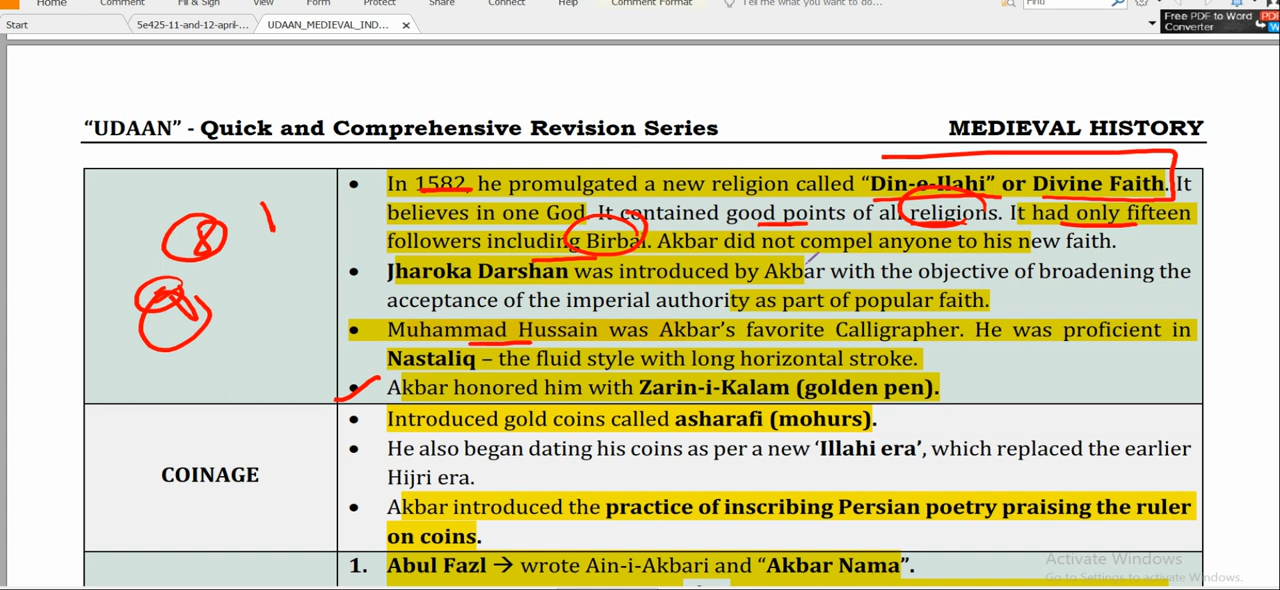 Home Comment Fill & Sign View Form Protect Share Connect Help Comment Format Tell me what you want to do... Find
Start 5e425-11-and-12-april-... UDAAN_MEDIEVAL_IND... ×
Free PDF to Word
Converter
"UDAAN" - Quick and Comprehensive Revision Series MEDIEVAL HISTORY
• In 1582, he promulgated a new religion called “Din-e-Ilahi” or Divine Faith. It
believes in one God. It contained good points of all religions. It had only fifteen
followers including Birbal. Akbar did not compel anyone to his new faith.
• Jharoka Darshan was introduced by Akbar with the objective of broadening the
acceptance of the imperial authority as part of popular faith.
• Muhammad Hussain was Akbar’s favorite Calligrapher. He was proficient in
Nastaliq – the fluid style with long horizontal stroke.
• Akbar honored him with Zarin-i-Kalam (golden pen).
COINAGE
• Introduced gold coins called asharafi (mohurs).
• He also began dating his coins as per a new ‘Illahi era’, which replaced the earlier
Hijri era.
• Akbar introduced the practice of inscribing Persian poetry praising the ruler
on coins.
1. Abul Fazl → wrote Ain-i-Akbari and “Akbar Nama”.
Activate Windows
Go to Settings to activate Windows.